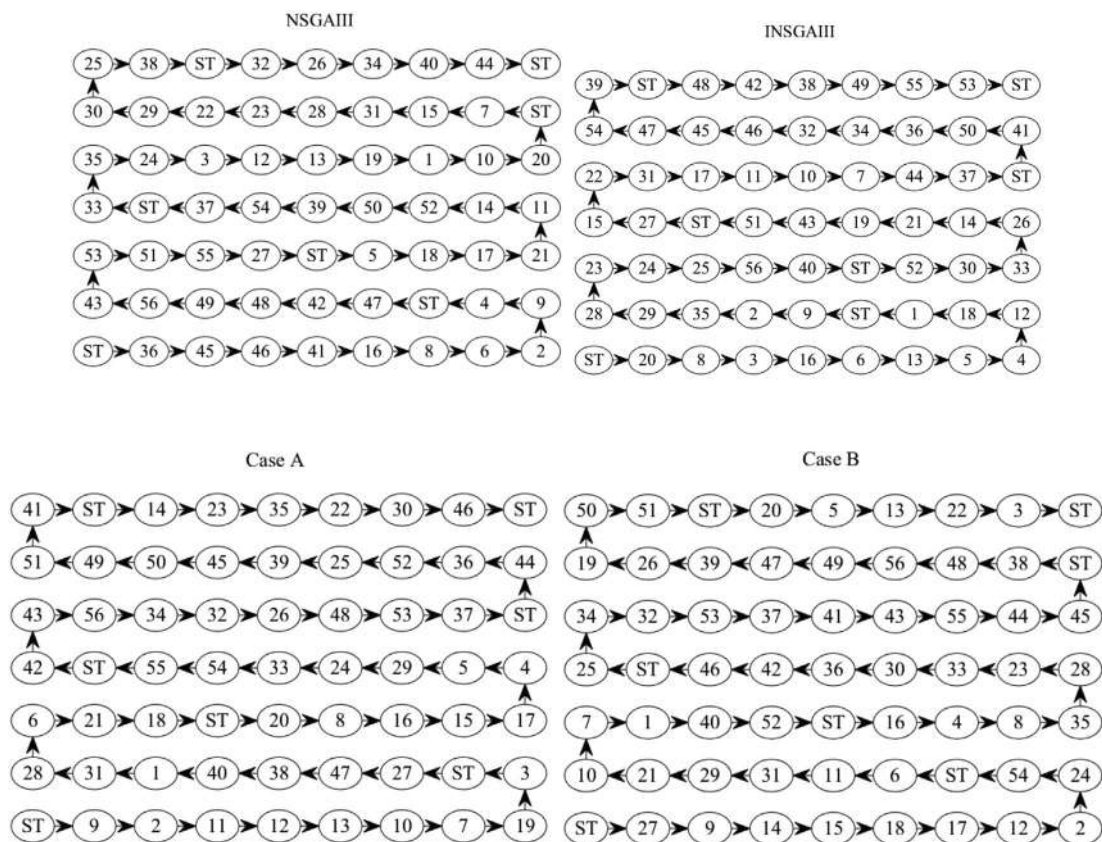 NSGAIII
25 38 ST 32 26 34 40 44 ST
30 29 22 23 28 31 15 7 ST
35 24 3 12 13 19 1 10 20
33 ST 37 54 39 50 52 14 11
53 51 55 27 ST 5 18 17 21
43 56 49 48 42 47 ST 4 9
ST 36 45 46 41 16 8 6 2
INSGAIII
39 ST 48 42 38 49 55 53 ST
54 47 45 46 32 34 36 50 41
22 31 17 11 10 7 44 37 ST
15 27 ST 51 43 19 21 14 26
23 24 25 56 40 ST 52 30 33
28 29 35 2 9 ST 1 18 12
ST 20 8 3 16 6 13 5 4
Case A
41 ST 14 23 35 22 30 46 ST
51 49 50 45 39 25 52 36 44
43 56 34 32 26 48 53 37 ST
42 ST 55 54 33 24 29 5 4
6 21 18 ST 20 8 16 15 17
28 31 1 40 38 47 27 ST 3
ST 9 2 11 12 13 10 7 19
Case B
50 51 ST 20 5 13 22 3 ST
19 26 39 47 49 56 48 38 ST
34 32 53 37 41 43 55 44 45
25 ST 46 42 36 30 33 23 28
7 1 40 52 ST 16 4 8 35
10 21 29 31 11 6 ST 54 24
ST 27 9 14 15 18 17 12 2